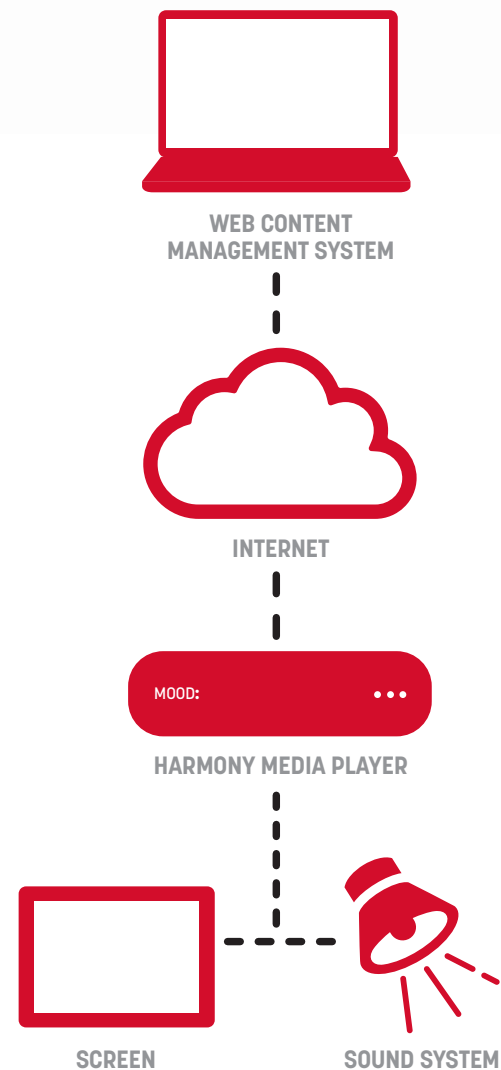 WEB CONTENT
MANAGEMENT SYSTEM
INTERNET
MOOD:
HARMONY MEDIA PLAYER
SCREEN
SOUND SYSTEM